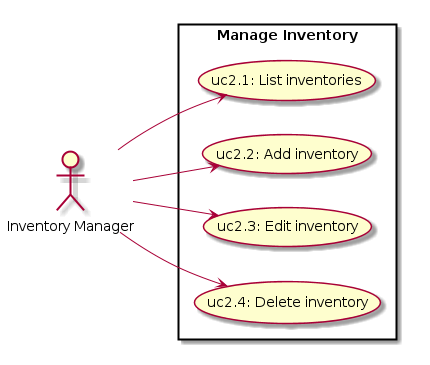 Manage Inventory
uc2.1: List inventories
uc2.2: Add inventory
Inventory Manager
uc2.3: Edit inventory
uc2.4: Delete inventory